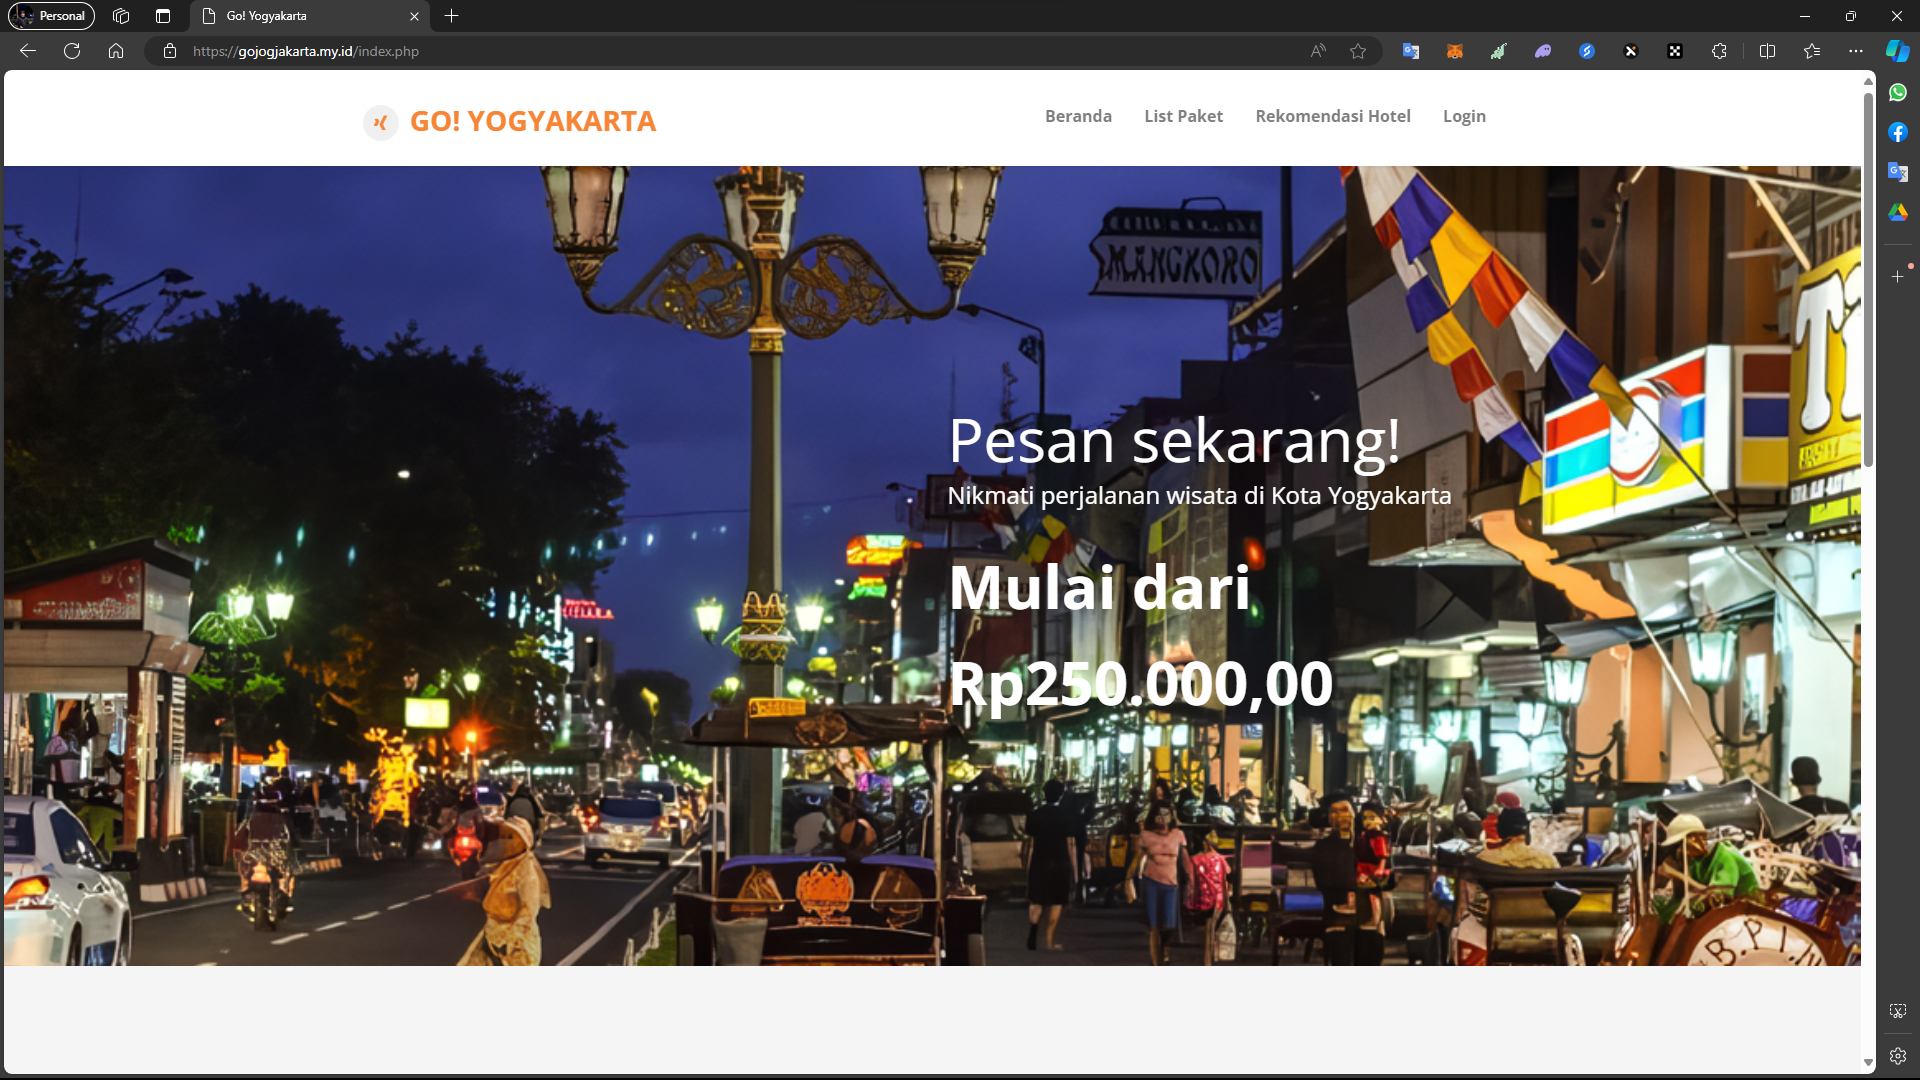 Personal
Go! Yogyakarta
https://gojogjakarta.my.id/index.php
GO! YOGYAKARTA
Beranda
List Paket
Rekomendasi Hotel
Login
MANGKORO
Pesan sekarang!
Nikmati perjalanan wisata di Kota Yogyakarta
Mulai dari
Rp250.000,00
B.P.I.N